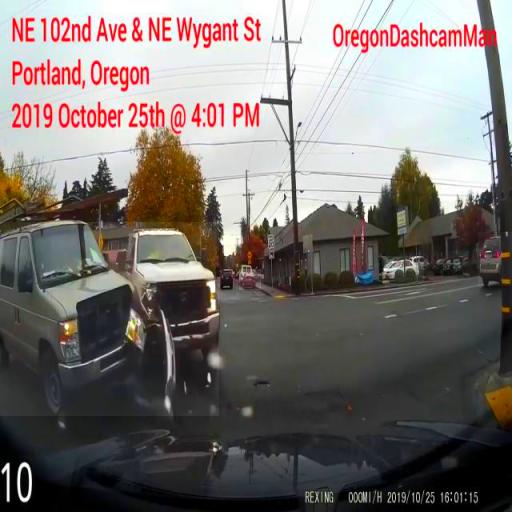 NE 102nd Ave & NE Wygant St
OregonDashcamMan
Portland, Oregon
2019 October 25th @ 4:01 PM
10
REXING 000MI/H 2019/10/25 16:01:15